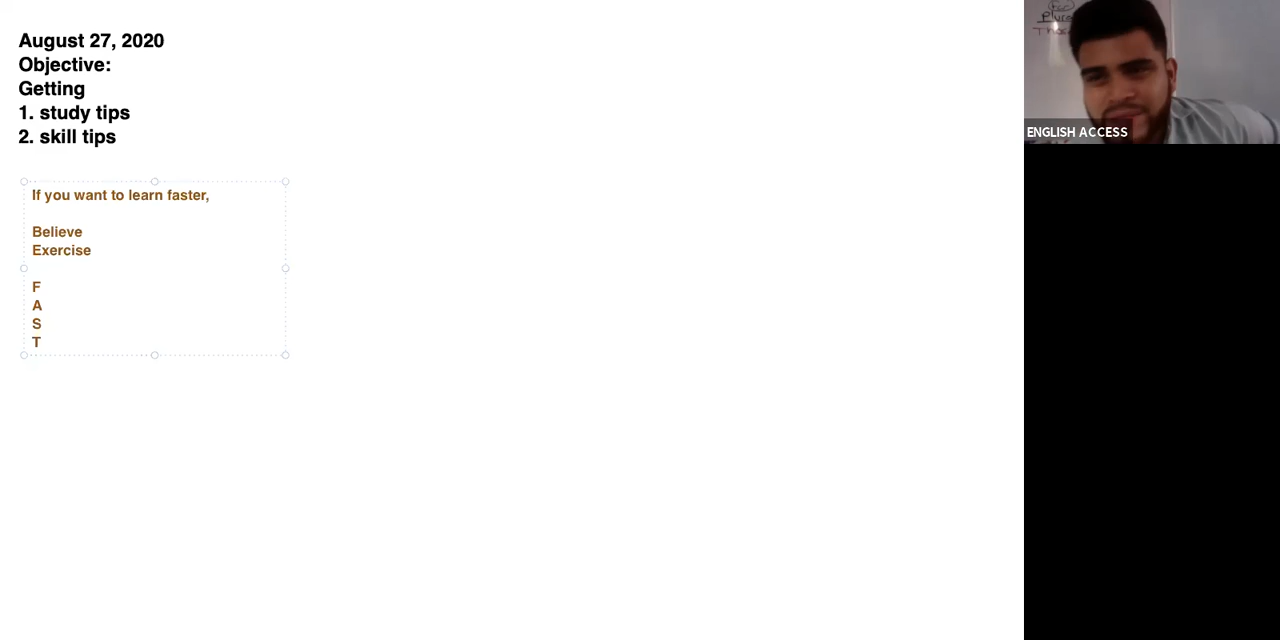 August 27, 2020
Objective:
Getting
1. study tips
2. skill tips
If you want to learn faster,
Believe
Exercise
F
A
S
T
ENGLISH ACCESS